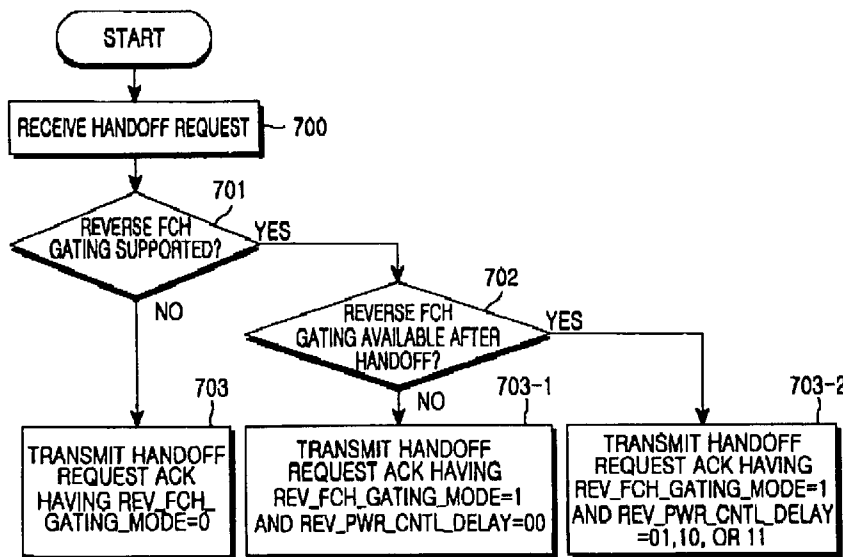 START
RECEIVE HANDOFF REQUEST
700
701
REVERSE FCH
GATING SUPPORTED?
YES
NO
702
REVERSE FCH
GATING AVAILABLE AFTER
HANDOFF?
YES
NO
703
TRANSMIT HANDOFF
REQUEST ACK
HAVING REV_FCH_
GATING_MODE=0
703-1
TRANSMIT HANDOFF
REQUEST ACK HAVING
REV_FCH_GATING_MODE=1
AND REV_PWR_CNTL_DELAY=00
703-2
TRANSMIT HANDOFF
REQUEST ACK HAVING
REV_FCH_GATING_MODE=1
AND REV_PWR_CNTL_DELAY
=01,10, OR 11